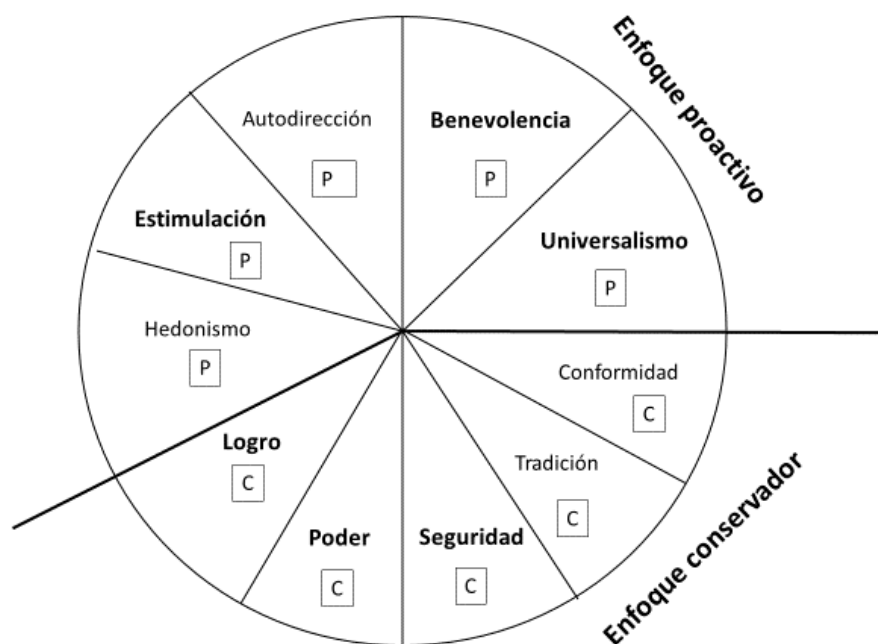 Enfoque proactivo
Autodirección
P
Benevolencia
P
Estimulación
P
Universalismo
P
Hedonismo
P
Conformidad
C
Logro
C
Tradición
C
Poder
C
Seguridad
C
Enfoque conservador